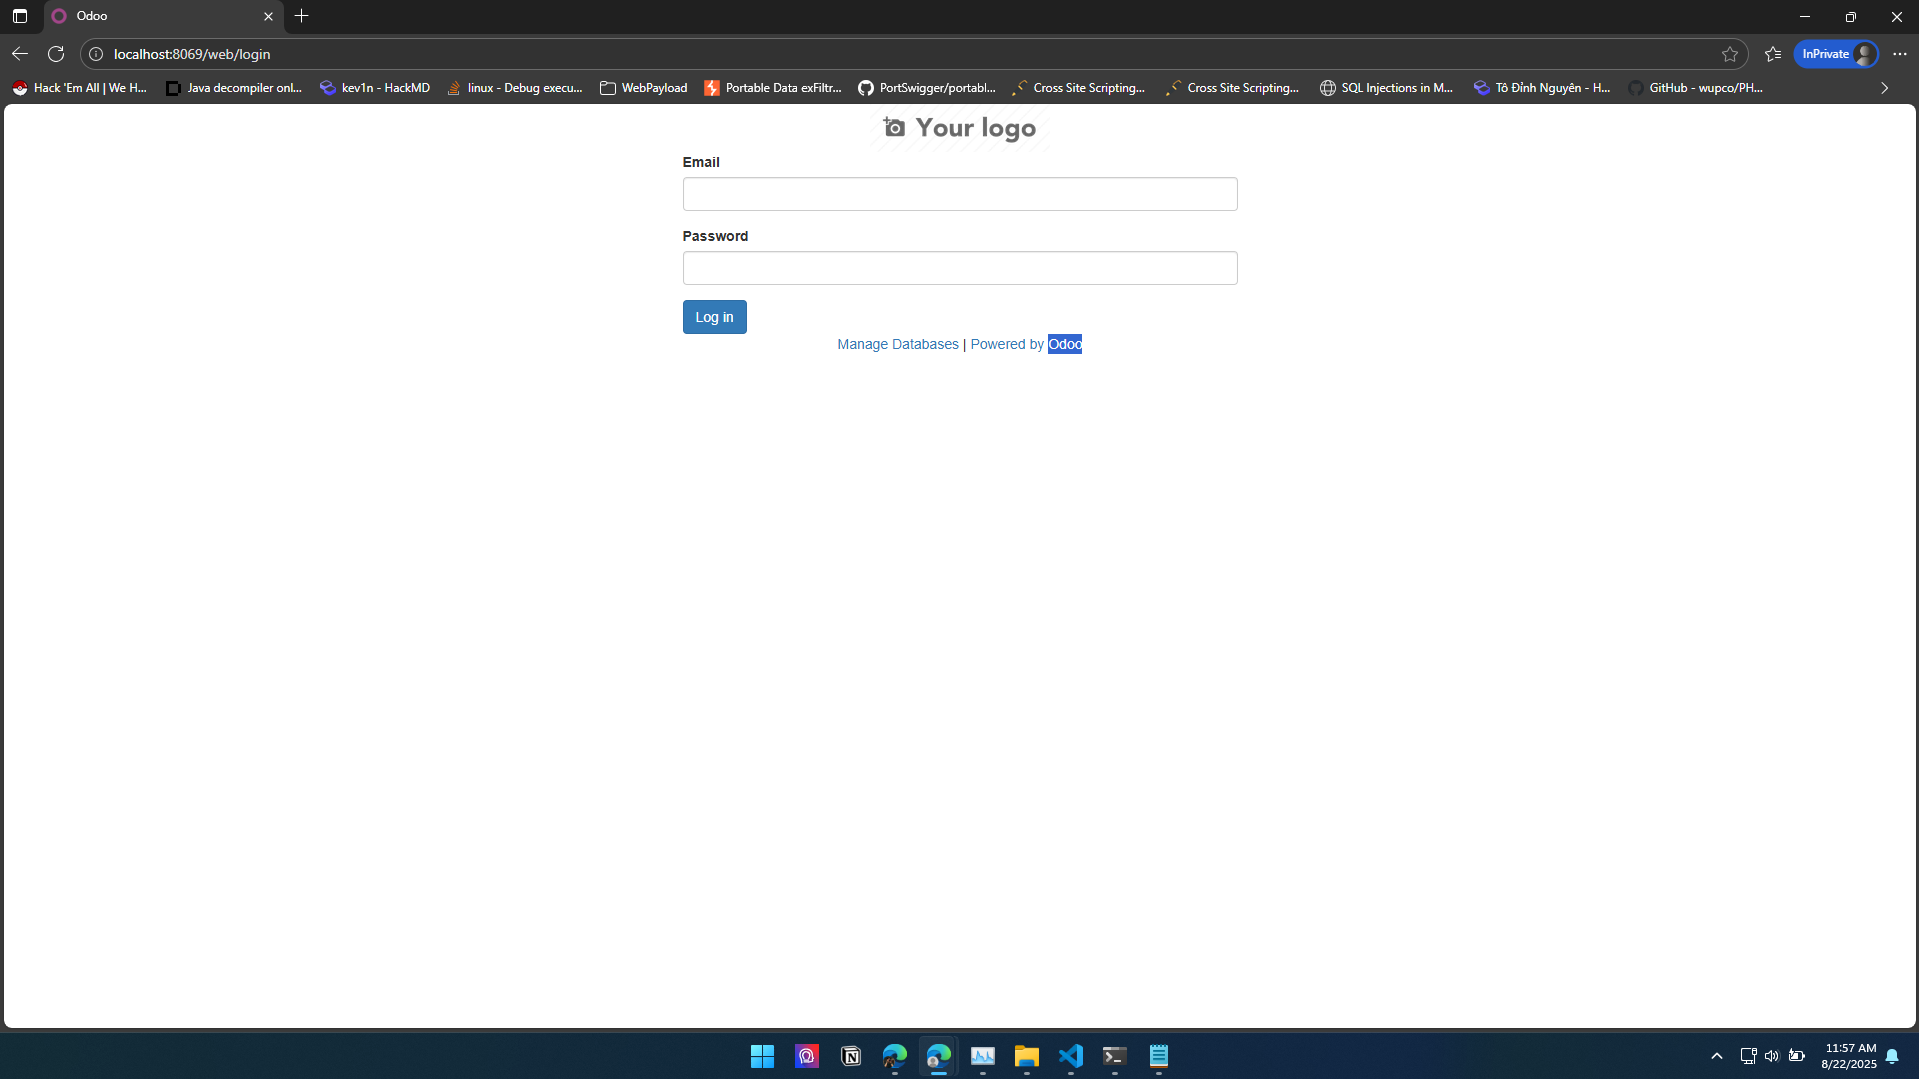 Odoo
localhost:8069/web/login
InPrivate
Hack 'Em All | We H...
Java decompiler onl...
kev1n - HackMD
linux - Debug execu...
WebPayload
Portable Data exFiltr...
PortSwigger/portabl...
Cross Site Scripting...
Cross Site Scripting...
SQL Injections in M...
Tô Đỉnh Nguyên - H...
GitHub - wupco/PH...
Your logo
Email
Password
Log in
Manage Databases | Powered by Odoo
11:57 AM
8/22/2025